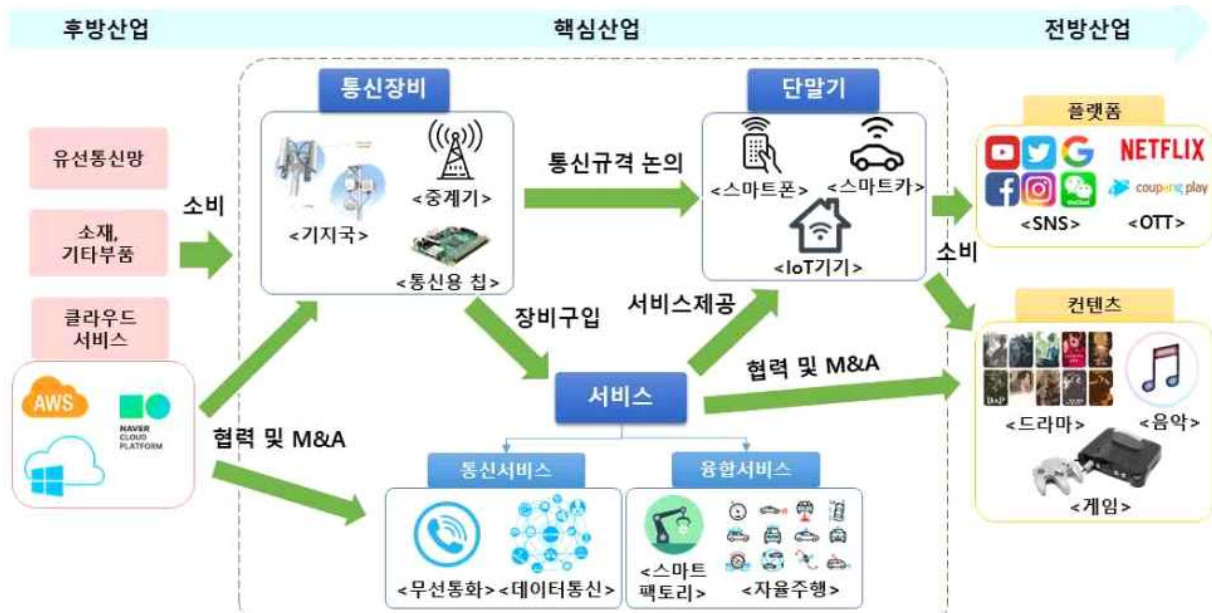 후방산업
핵심산업
전방산업
통신장비
단말기
플랫폼
유선통신망
소재,
기타부품
클라우드
서비스
AWS
NAVER
CLOUD
PLATFORM
소비
<기지국>
<중계기>
<통신용 칩>
통신규격 논의
<스마트폰>
<스마트카>
<IoT기기>
NETFLIX
WeChat
coupang play
<SNS>
<OTT>
소비
장비구입
서비스제공
컨텐츠
<드라마>
<음악>
<게임>
서비스
협력 및 M&A
협력 및 M&A
통신서비스
융합서비스
<무선통화>
<데이터통신>
<스마트
팩토리>
<자율주행>